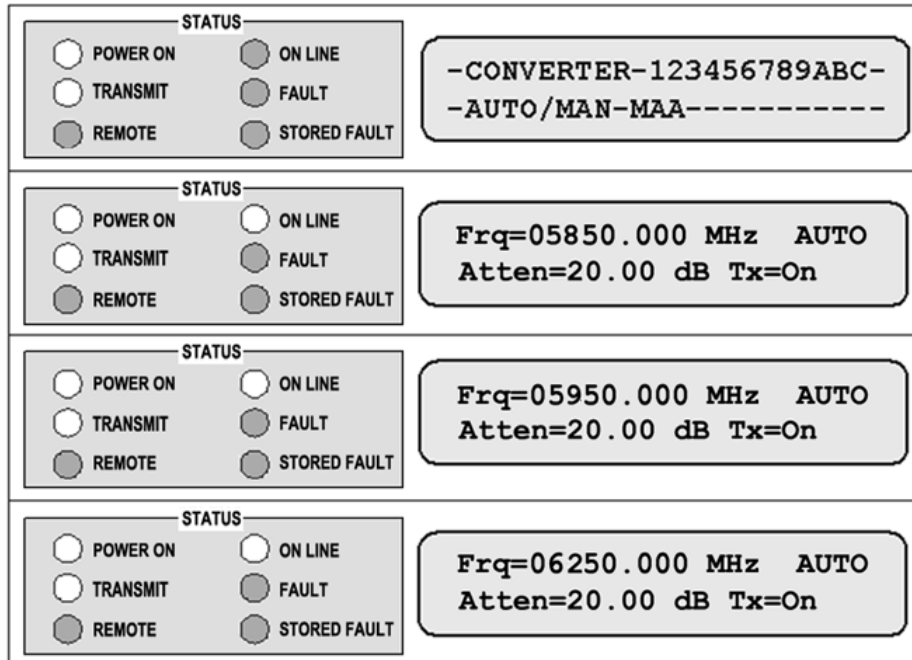 STATUS
POWER ON ON LINE
TRANSMIT FAULT
REMOTE STORED FAULT
-CONVERTER-123456789ABC-
-AUTO/MAN-MAA-----------
STATUS
POWER ON ON LINE
TRANSMIT FAULT
REMOTE STORED FAULT
Frq=05850.000 MHz AUTO
Atten=20.00 dB Tx=On
STATUS
POWER ON ON LINE
TRANSMIT FAULT
REMOTE STORED FAULT
Frq=05950.000 MHz AUTO
Atten=20.00 dB Tx=On
STATUS
POWER ON ON LINE
TRANSMIT FAULT
REMOTE STORED FAULT
Frq=06250.000 MHz AUTO
Atten=20.00 dB Tx=On